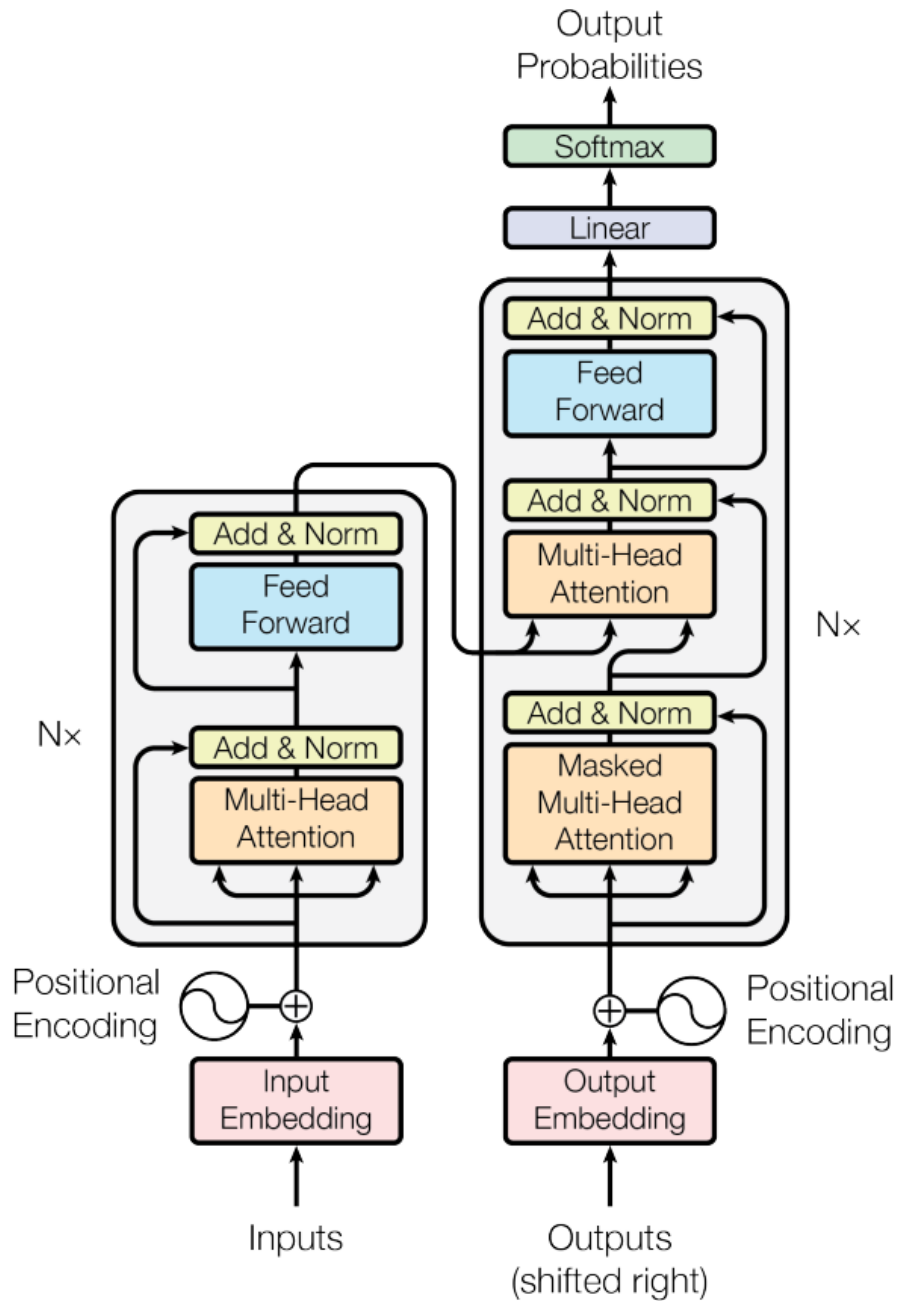 Output
Probabilities
Softmax
Linear
Add & Norm
Feed
Forward
Add & Norm
Multi-Head
Attention
Add & Norm
Masked
Multi-Head
Attention
N×
Add & Norm
Feed
Forward
Add & Norm
Multi-Head
Attention
N×
Positional
Encoding
Positional
Encoding
Input
Embedding
Output
Embedding
Inputs
Outputs
(shifted right)